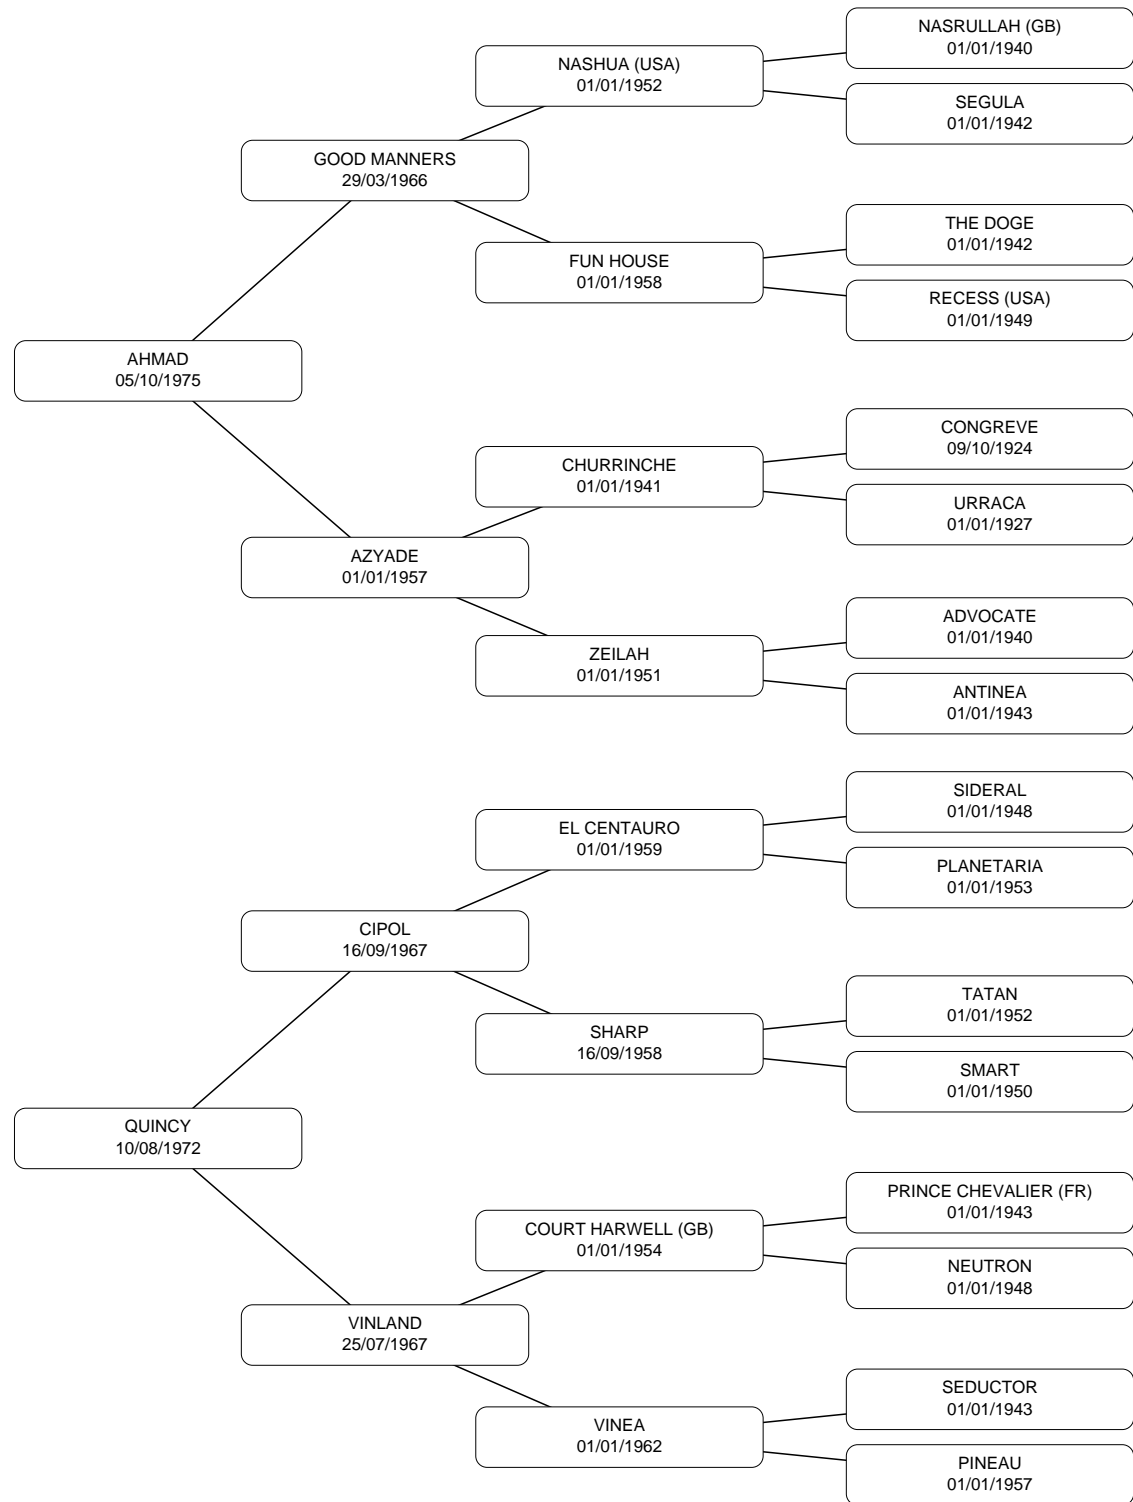 NASRULLAH (GB)
01/01/1940
NASHUA (USA)
01/01/1952
SEGULA
01/01/1942
GOOD MANNERS
29/03/1966
THE DOGE
01/01/1942
FUN HOUSE
01/01/1958
RECESS (USA)
01/01/1949
AHMAD
05/10/1975
CONGREVE
09/10/1924
CHURRINCHE
01/01/1941
URRACA
01/01/1927
AZYADE
01/01/1957
ADVOCATE
01/01/1940
ZEILAH
01/01/1951
ANTINEA
01/01/1943
SIDERAL
01/01/1948
EL CENTAURO
01/01/1959
PLANETARIA
01/01/1953
CIPOL
16/09/1967
TATAN
01/01/1952
SHARP
16/09/1958
SMART
01/01/1950
QUINCY
10/08/1972
PRINCE CHEVALIER (FR)
01/01/1943
COURT HARWELL (GB)
01/01/1954
NEUTRON
01/01/1948
VINLAND
25/07/1967
SEDUCTOR
01/01/1943
VINEA
01/01/1962
PINEAU
01/01/1957